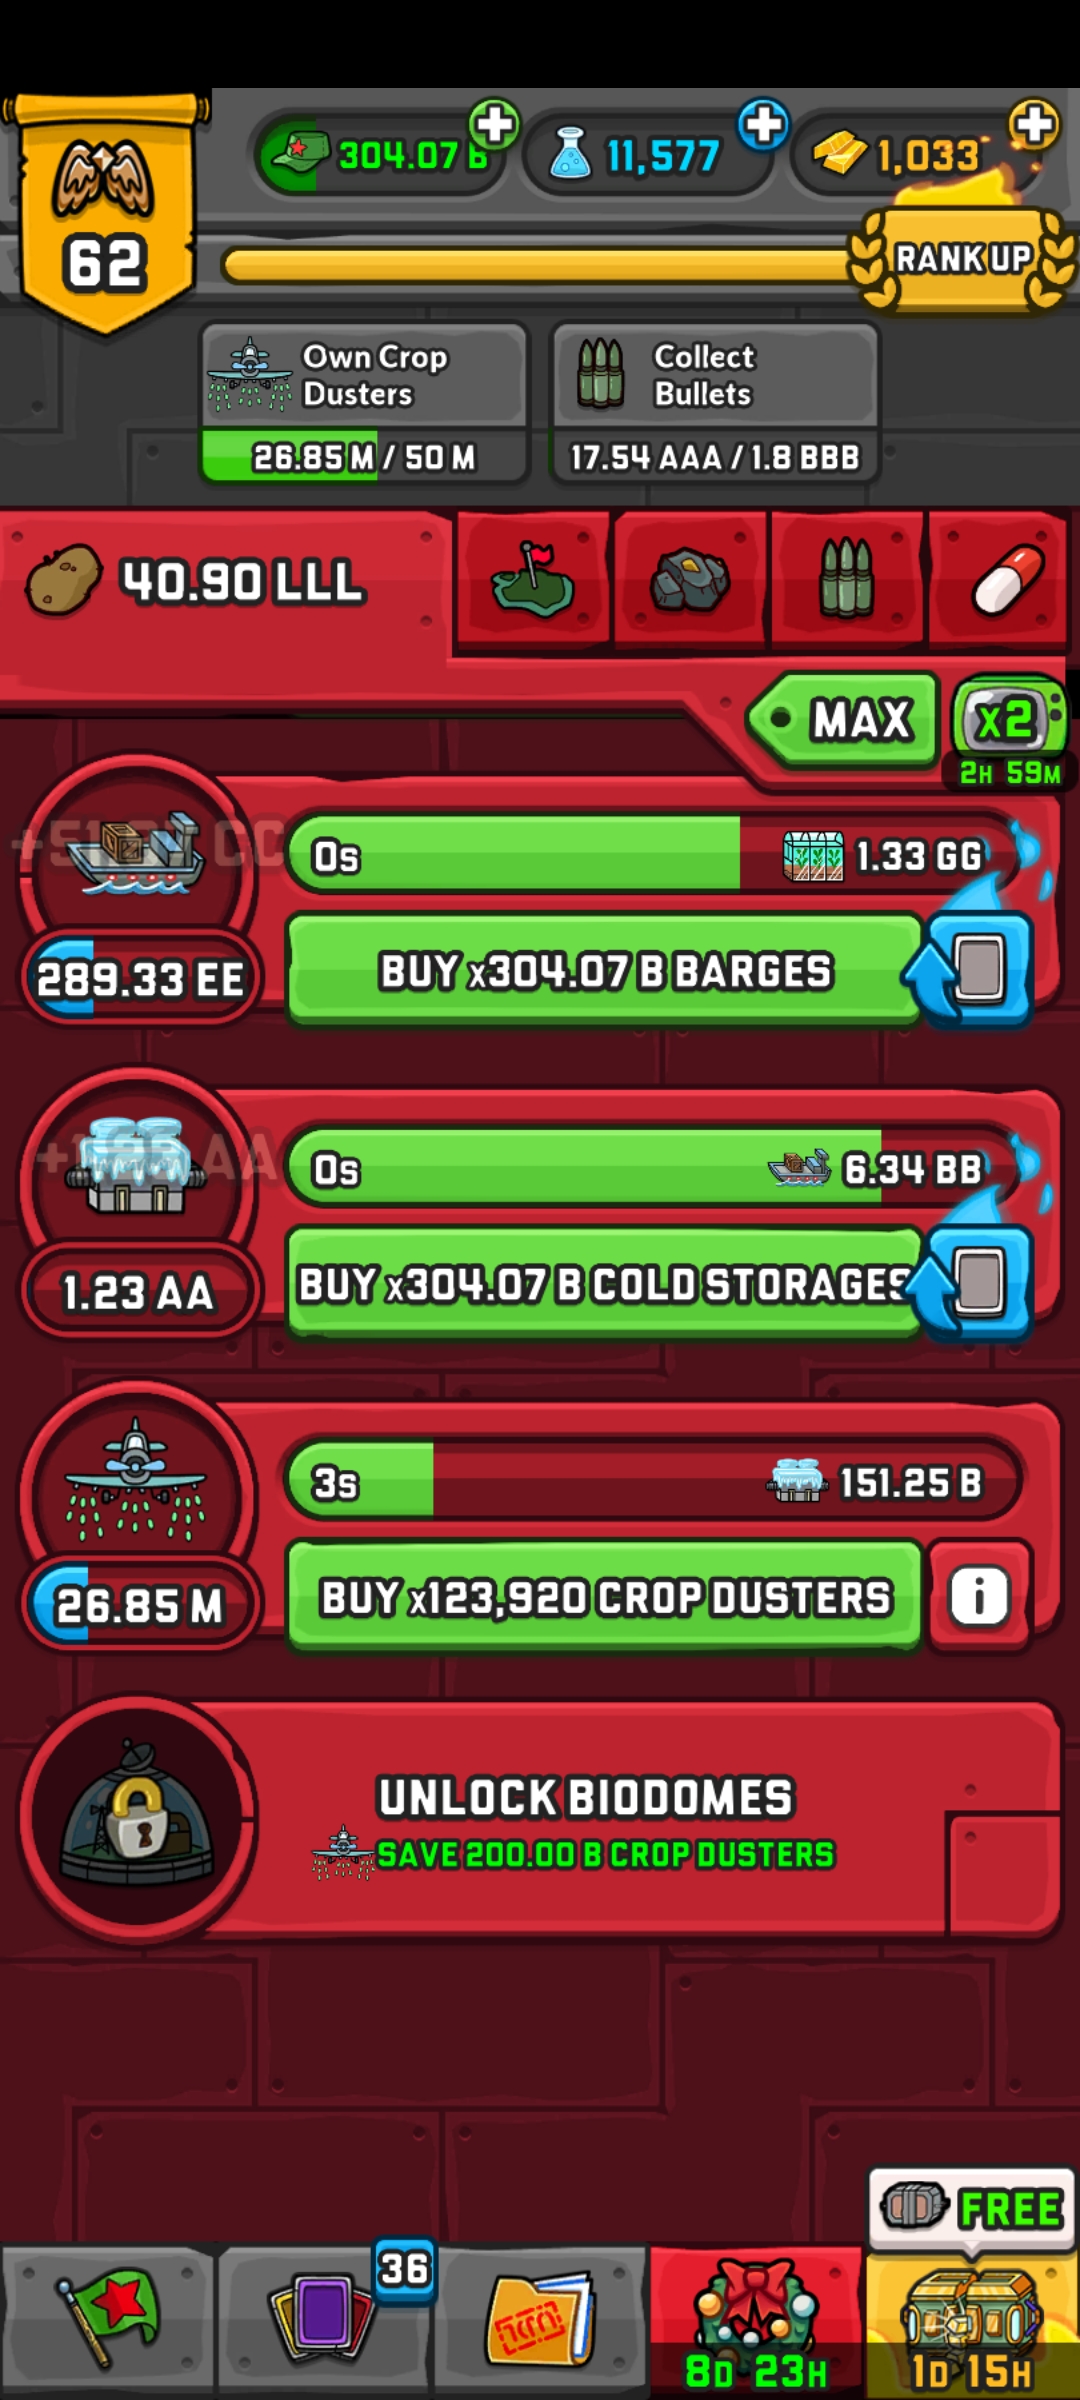 304.07 B
11,577
1,033
62
RANK UP
Own Crop
Dusters
26.85 M / 50 M
Collect
Bullets
17.54 AAA / 1.8 BBB
40.90 LLL
MAX
x2
2H 59M
0s
1.33 GG
289.33 EE
BUY x304.07 B BARGES
0s
6.34 BB
1.23 AA
BUY x304.07 B COLD STORAGES
3s
151.25 B
26.85 M
BUY x123,920 CROP DUSTERS
i
UNLOCK BIODOMES
SAVE 200.00 B CROP DUSTERS
FREE
36
8D 23H
1D 15H